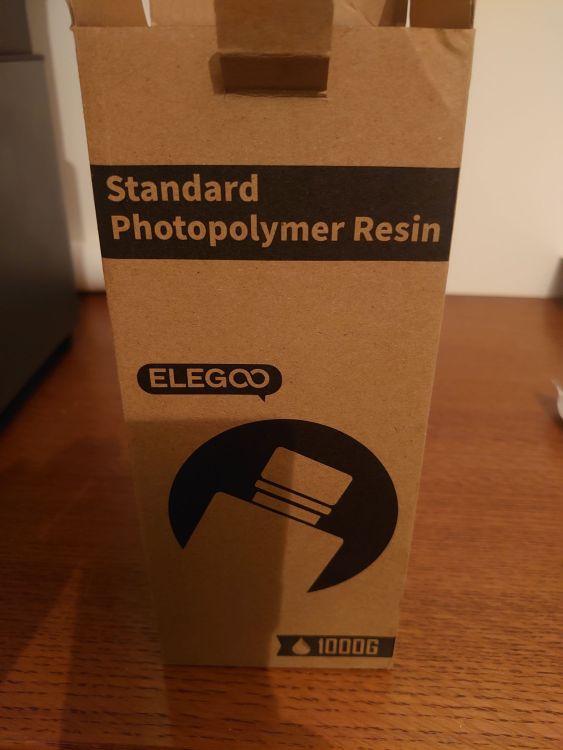 Standard
Photopolymer Resin
ELEGOO
1000G